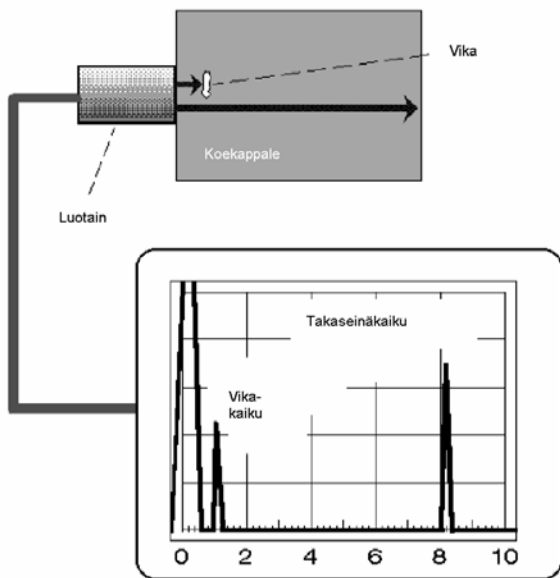 Vika
Koekappale
Luotain
Takaseinäkaiku
Vika-
kaiku
0 2 4 6 8 10